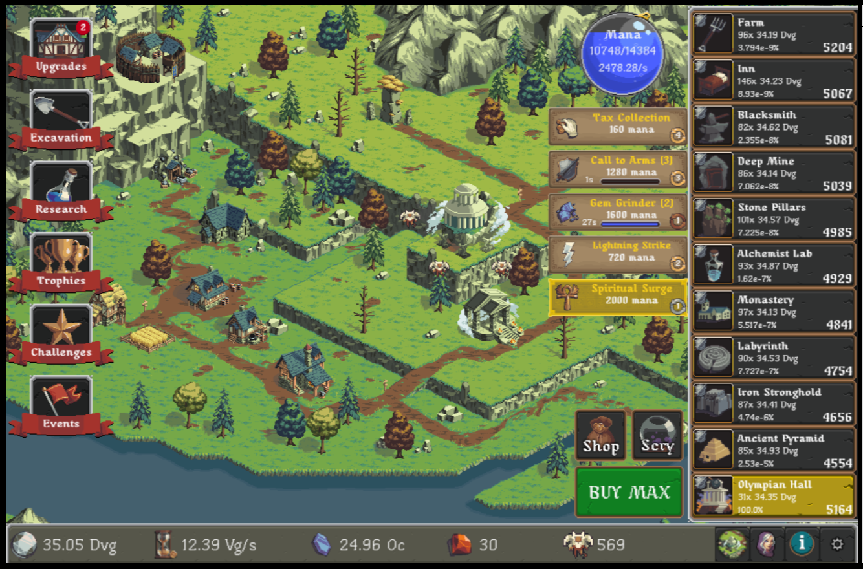 2
Upgrades
Excavation
Research
Trophies
Challenges
Events
Mana
10748/14384
2478.28/s
Tax Collection
160 mana
4
Call to Arms (3)
1280 mana
1s
3
Gem Grinder (2)
1600 mana
27s
1
Lightning Strike
720 mana
2
Spiritual Surge
2000 mana
1
Shop
Scry
BUY MAX
Farm
96x 34.19 Dvg
3.794e-9%
5204
Inn
146x 34.23 Dvg
8.93e-9%
5067
Blacksmith
82x 34.62 Dvg
2.355e-8%
5081
Deep Mine
86x 34.14 Dvg
7.062e-8%
5039
Stone Pillars
101x 34.57 Dvg
7.225e-8%
4985
Alchemist Lab
93x 34.87 Dvg
1.62e-7%
4929
Monastery
97x 34.13 Dvg
5.517e-7%
4841
Labyrinth
90x 34.53 Dvg
7.727e-7%
4754
Iron Stronghold
87x 34.41 Dvg
4.74e-6%
4656
Ancient Pyramid
85x 34.93 Dvg
2.53e-5%
4554
Olympian Hall
31x 34.35 Dvg
100.0%
5164
35.05 Dvg
12.39 Vg/s
24.96 Oc
30
569